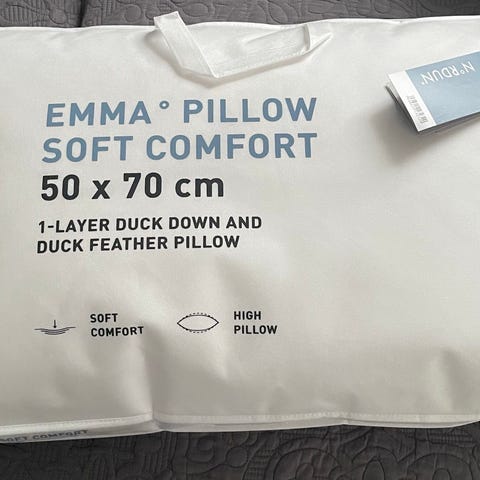 EMMA° PILLOW
SOFT COMFORT
50 x 70 cm
1-LAYER DUCK DOWN AND
DUCK FEATHER PILLOW
SOFT
COMFORT
HIGH
PILLOW
N°RDUN°
SOFT COMFORT